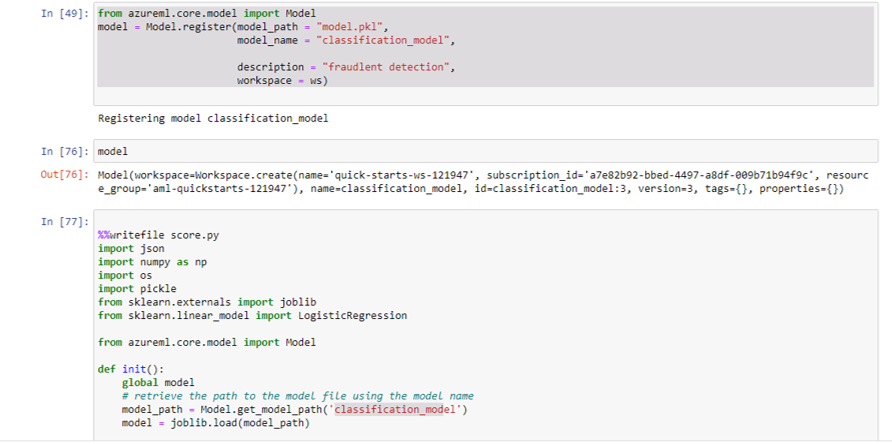 In [49]: from azureml.core.model import Model
model = Model.register(model_path = "model.pkl",
model_name = "classification_model",
description = "fraudlent detection",
workspace = ws)
Registering model classification_model
In [76]: model
Out[76]: Model(workspace=Workspace.create(name='quick-starts-ws-121947', subscription_id='a7e82b92-bbed-4497-a8df-009b71b94f9c', resourc
e_group='aml-quickstarts-121947'), name=classification_model, id=classification_model:3, version=3, tags={}, properties={})
In [77]:
%%writefile score.py
import json
import numpy as np
import os
import pickle
from sklearn.externals import joblib
from sklearn.linear_model import LogisticRegression
from azureml.core.model import Model
def init():
global model
# retrieve the path to the model file using the model name
model_path = Model.get_model_path('classification_model')
model = joblib.load(model_path)